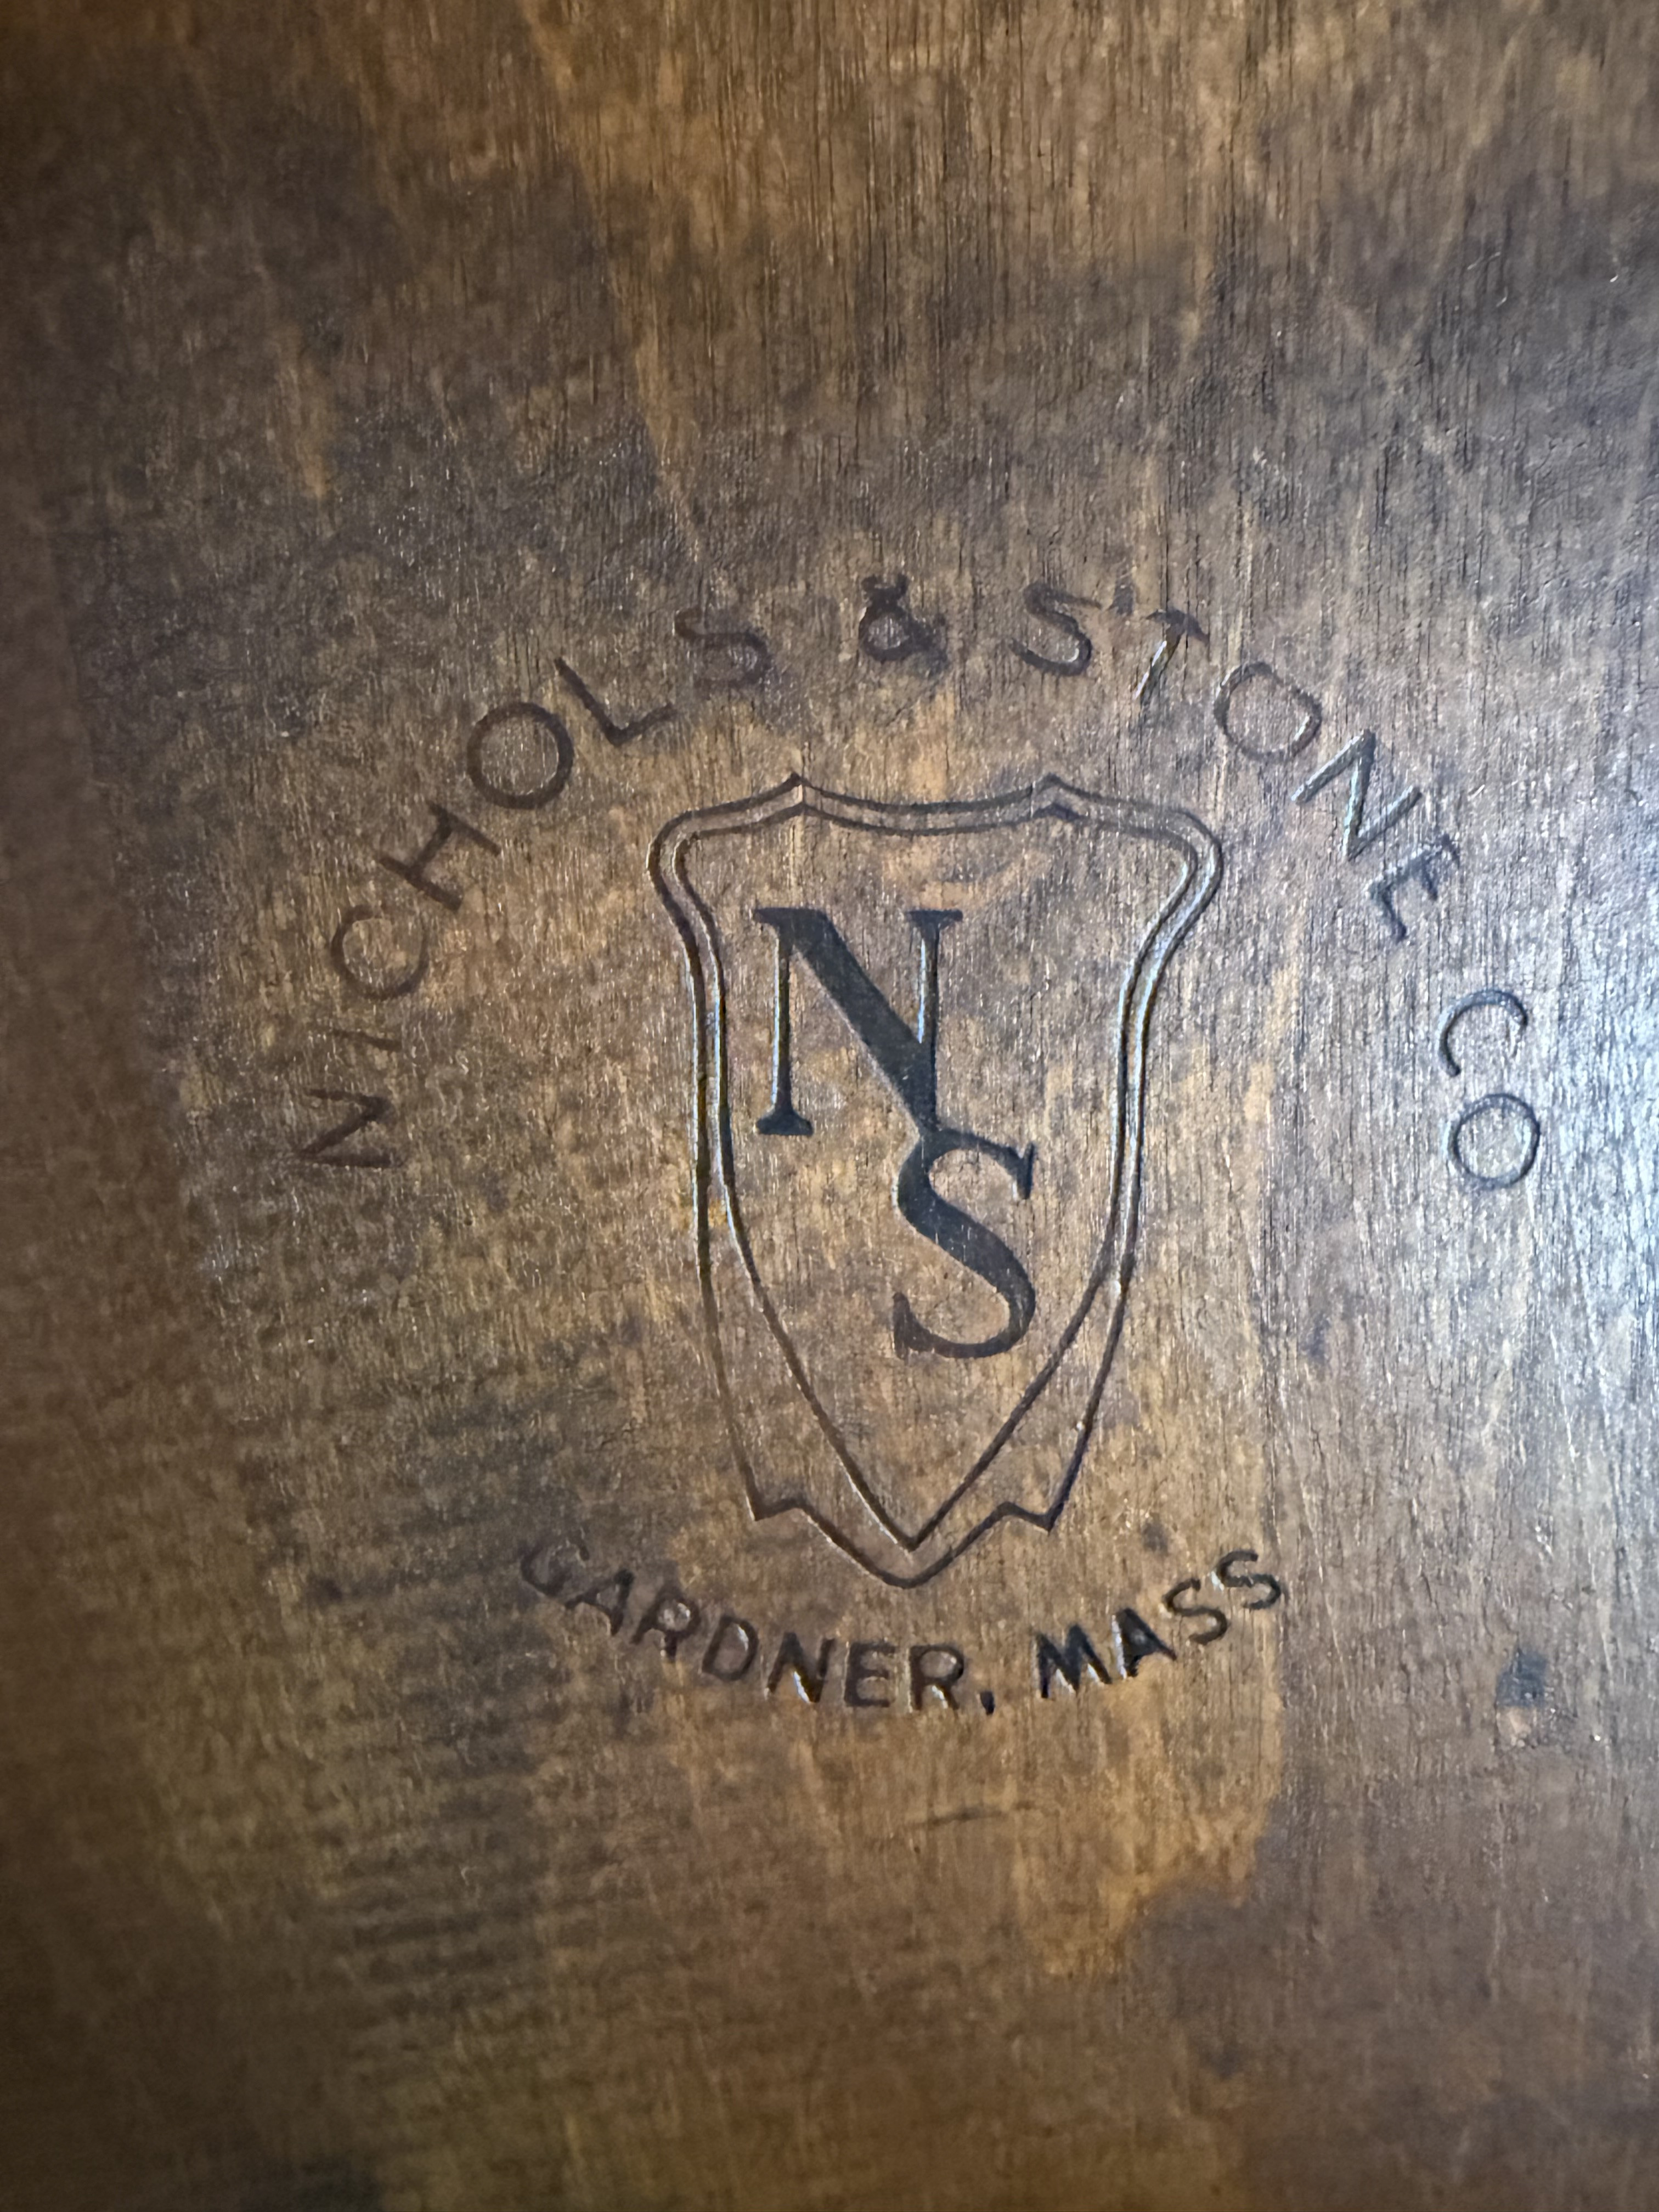 NICHOLS & STONE CO
NS
GARDNER, MASS